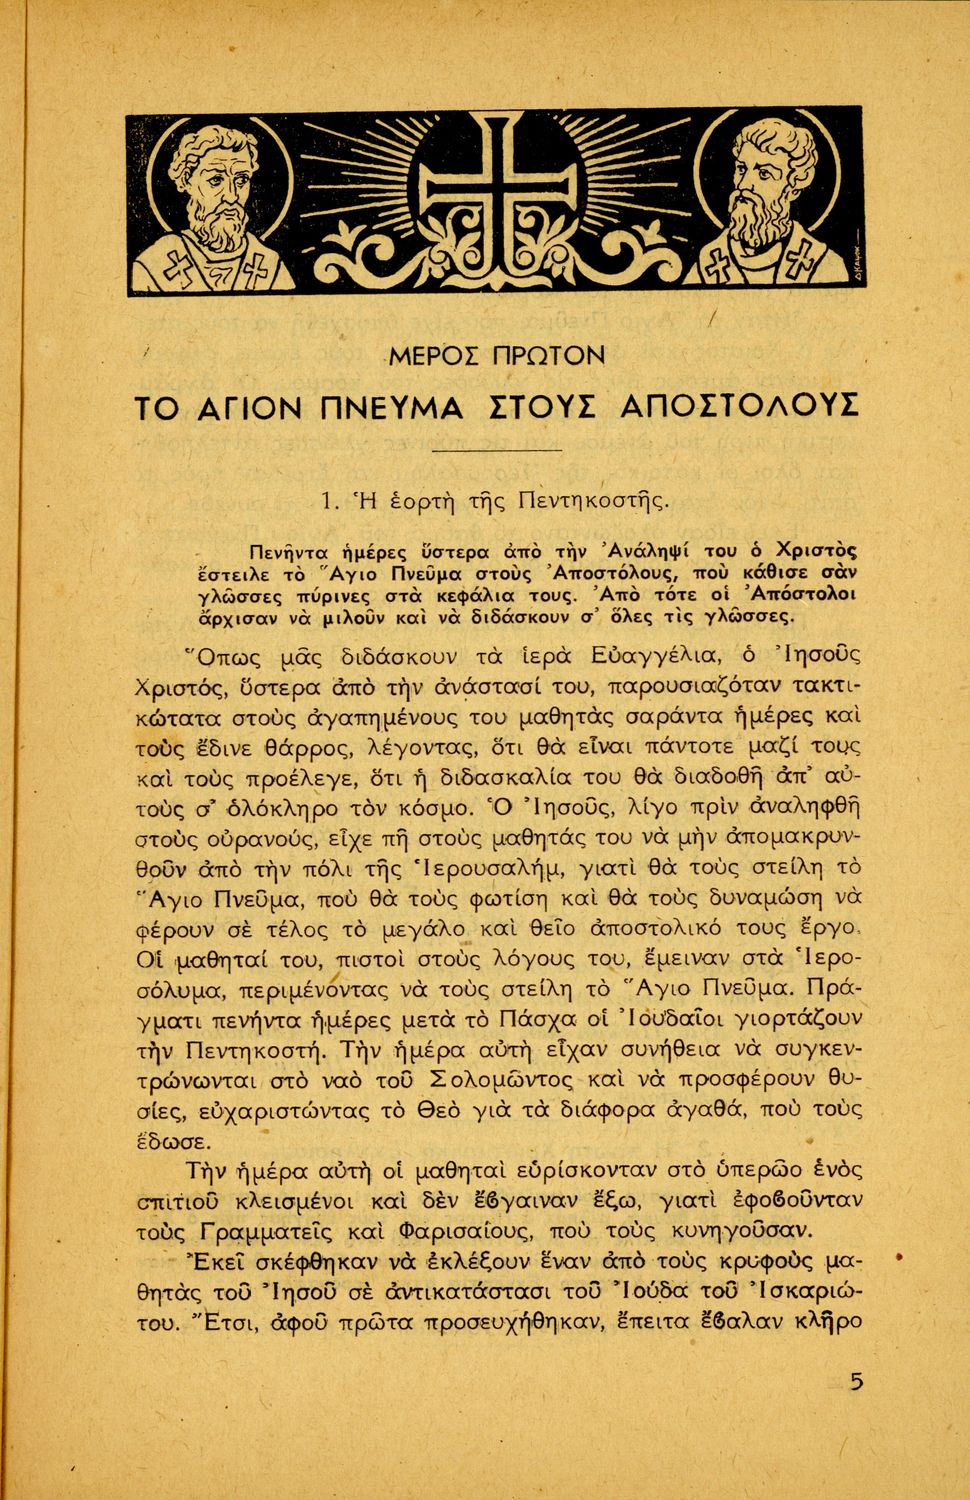 ΔΚΑΨΟΚ
ΜΕΡΟΣ ΠΡΩΤΟΝ
ΤΟ ΑΓΙΟΝ ΠΝΕΥΜΑ ΣΤΟΥΣ ΑΠΟΣΤΟΛΟΥΣ
1. Ἡ ἑορτὴ τῆς Πεντηκοστῆς.
Πενῆντα ἡμέρες ὕστερα ἀπὸ τὴν Ἀνάληψί του ὁ Χριστὸς
ἔστειλε τὸ Ἅγιο Πνεῦμα στοὺς Ἀποστόλους, ποὺ κάθισε σὰν
γλῶσσες πύρινες στὰ κεφάλια τους. Ἀπὸ τότε οἱ Ἀπόστολοι
ἄρχισαν νὰ μιλοῦν καὶ νὰ διδάσκουν σ' ὅλες τὶς γλῶσσες.
Ὅπως μᾶς διδάσκουν τὰ ἱερὰ Εὐαγγέλια, ὁ Ἰησοῦς
Χριστός, ὕστερα ἀπὸ τὴν ἀνάστασί του, παρουσιαζόταν τακτι-
κώτατα στοὺς ἀγαπημένους του μαθητὰς σαράντα ἡμέρες καὶ
τοὺς ἔδινε θάρρος, λέγοντας, ὅτι θὰ εἶναι πάντοτε μαζί τους
καὶ τοὺς προέλεγε, ὅτι ἡ διδασκαλία του θὰ διαδοθῆ ἀπ' αὐ-
τοὺς σ' ὁλόκληρο τὸν κόσμο. Ὁ Ἰησοῦς, λίγο πρὶν ἀναληφθῆ
στοὺς οὐρανούς, εἶχε πῆ στοὺς μαθητάς του νὰ μὴν ἀπομακρυν-
θοῦν ἀπὸ τὴν πόλι τῆς Ἱερουσαλήμ, γιατὶ θὰ τοὺς στείλη τὸ
Ἅγιο Πνεῦμα, ποὺ θὰ τοὺς φωτίση καὶ θὰ τοὺς δυναμώση νὰ
φέρουν σὲ τέλος τὸ μεγάλο καὶ θεῖο ἀποστολικό τους ἔργο.
Οἱ μαθηταί του, πιστοὶ στοὺς λόγους του, ἔμειναν στὰ Ἱερο-
σόλυμα, περιμένοντας νὰ τοὺς στείλη τὸ Ἅγιο Πνεῦμα. Πρά-
γματι πενήντα ἡμέρες μετὰ τὸ Πάσχα οἱ Ἰουδαῖοι γιορτάζουν
τὴν Πεντηκοστή. Τὴν ἡμέρα αὐτὴ εἶχαν συνήθεια νὰ συγκεν-
τρώνωνται στὸ ναὸ τοῦ Σολομῶντος καὶ νὰ προσφέρουν θυ-
σίες, εὐχαριστώντας τὸ Θεὸ γιὰ τὰ διάφορα ἀγαθά, ποὺ τοὺς
ἔδωσε.
Τὴν ἡμέρα αὐτὴ οἱ μαθηταὶ εὑρίσκονταν στὸ ὑπερῶο ἑνὸς
σπιτιοῦ κλεισμένοι καὶ δὲν ἔβγαιναν ἔξω, γιατὶ ἐφοβοῦνταν
τοὺς Γραμματεῖς καὶ Φαρισαίους, ποὺ τοὺς κυνηγοῦσαν.
Ἐκεῖ σκέφθηκαν νὰ ἐκλέξουν ἕναν ἀπὸ τοὺς κρυφοὺς μα-
θητὰς τοῦ Ἰησοῦ σὲ ἀντικατάστασι τοῦ Ἰούδα τοῦ Ἰσκαριώ-
του. Ἔτσι, ἀφοῦ πρῶτα προσευχήθηκαν, ἔπειτα ἔβαλαν κλῆρο
5